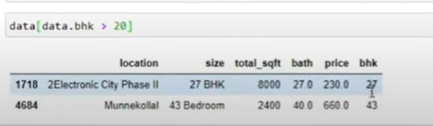 data[data.bhk > 20]
location size total_sqft bath price bhk
1718 2Electronic City Phase II 27 BHK 8000 27.0 230.0 27
4684 Munnekollal 43 Bedroom 2400 40.0 660.0 43